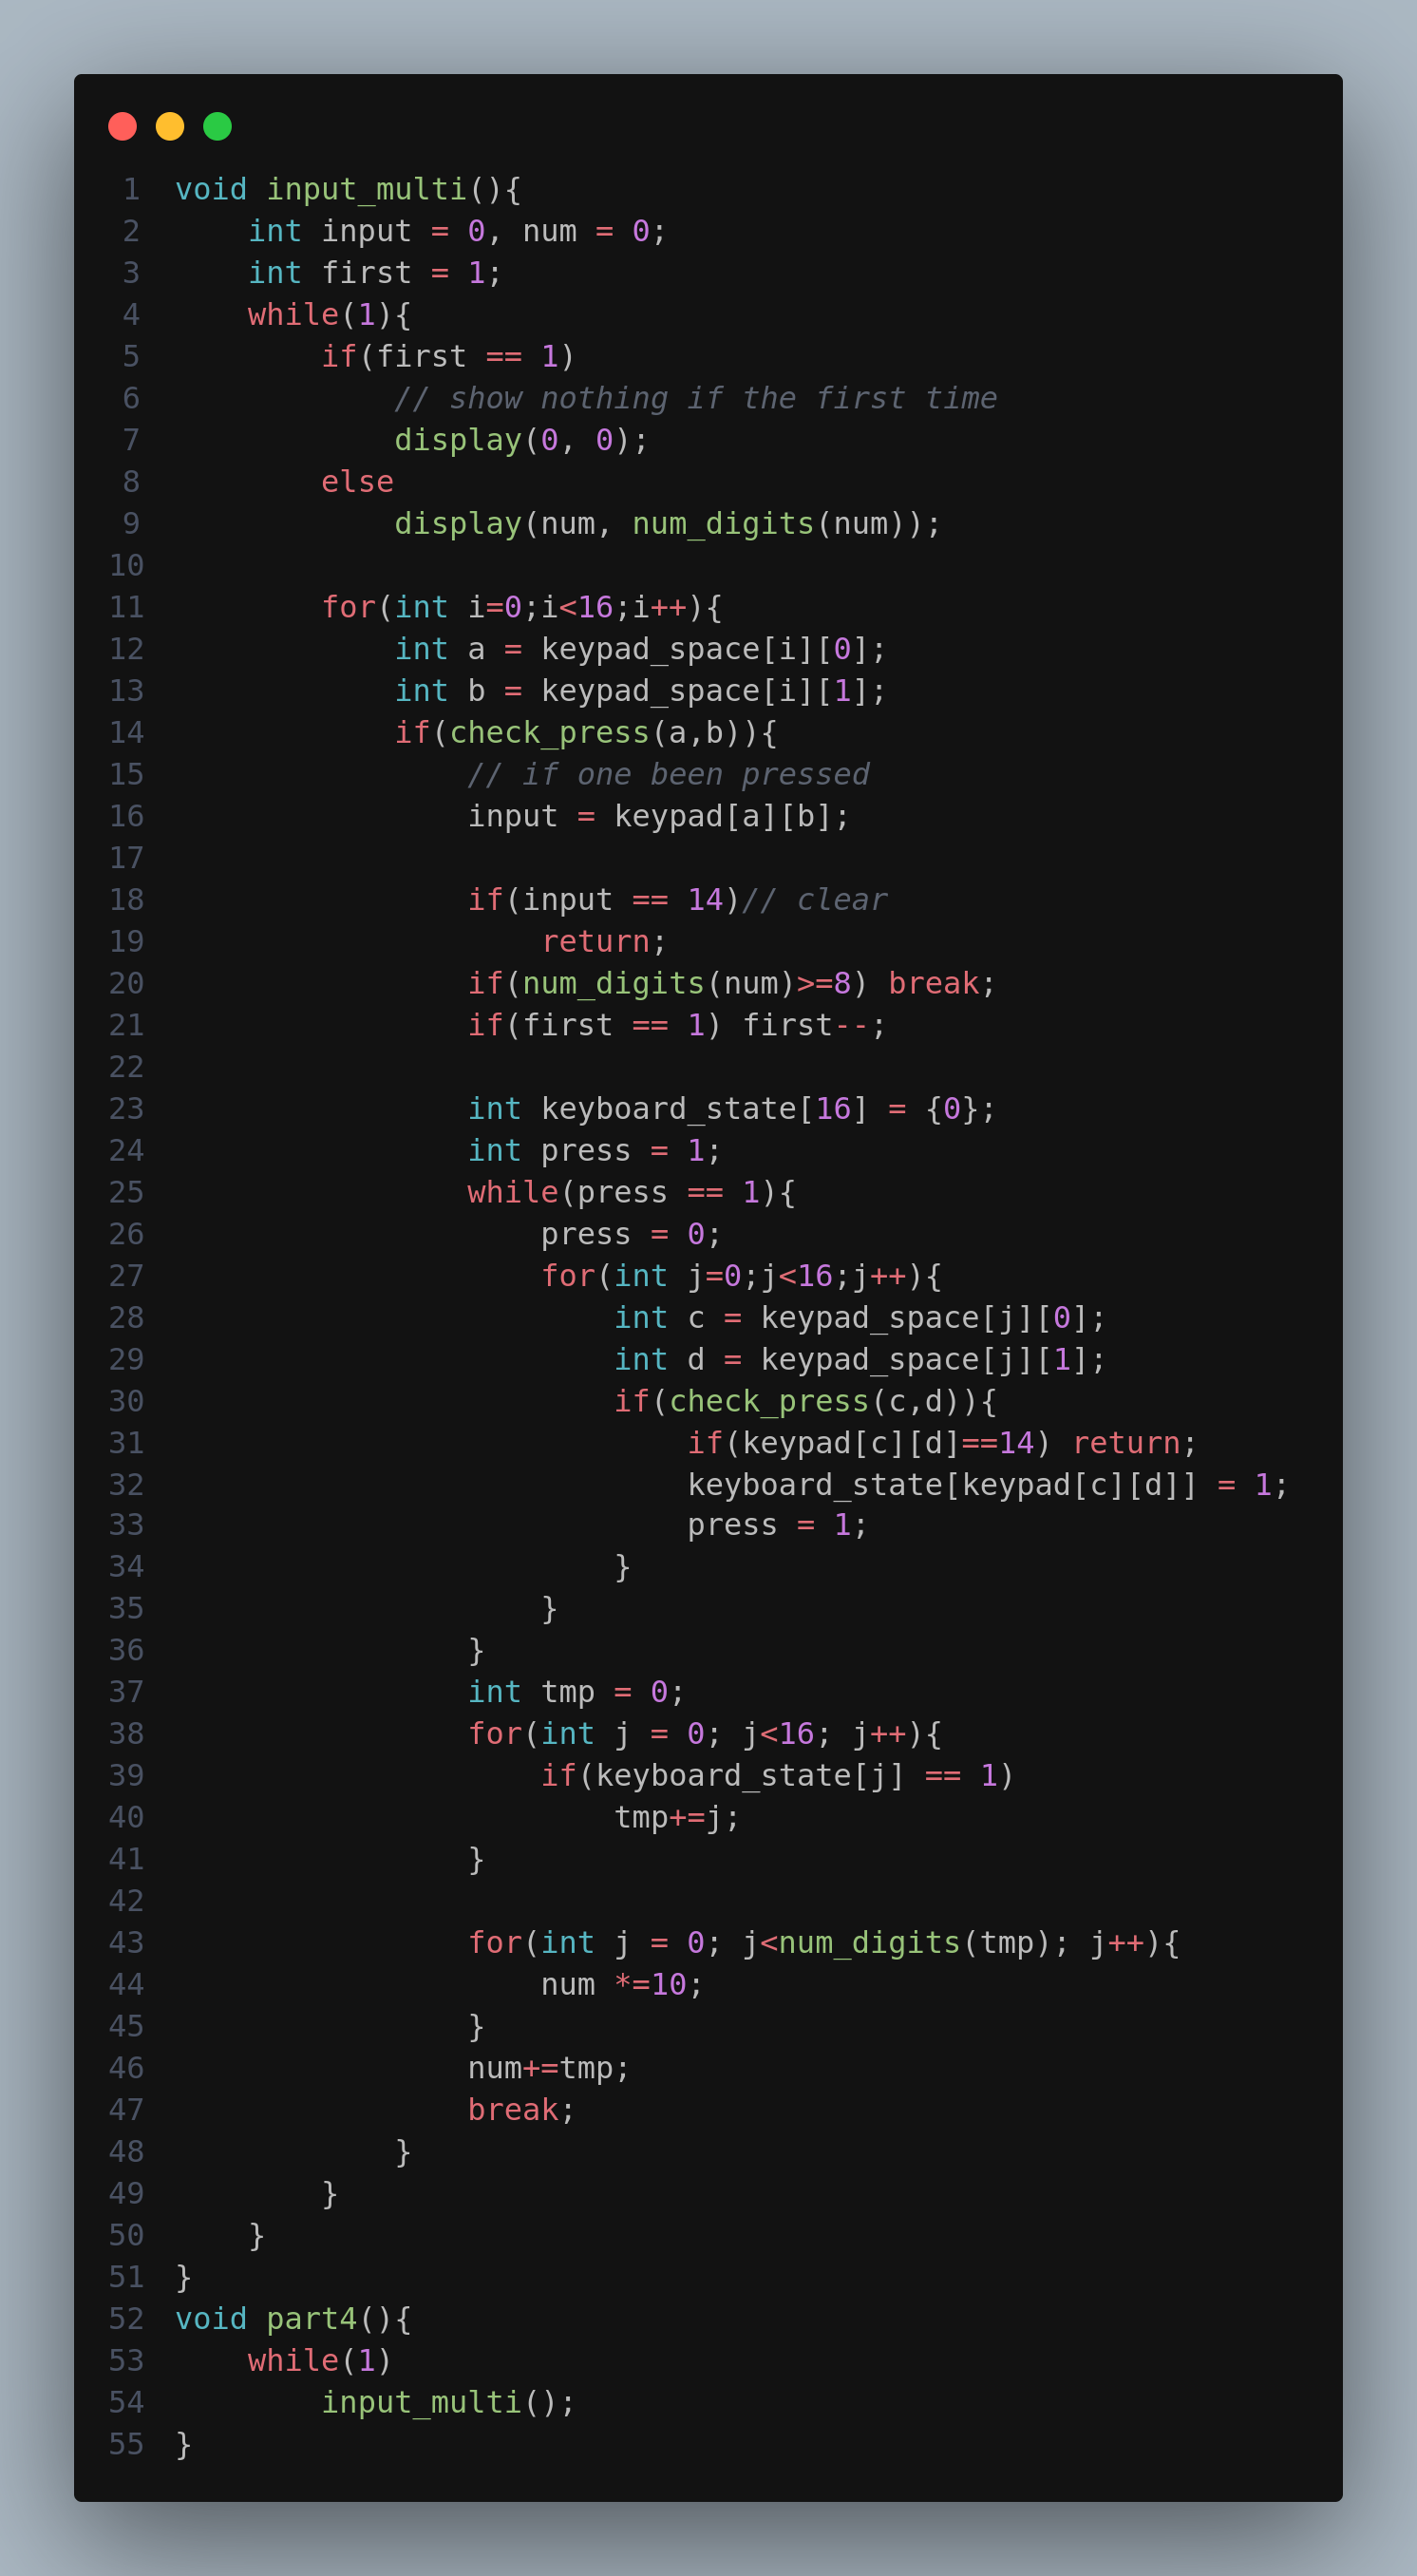 1 void input_multi(){
2     int input = 0, num = 0;
3     int first = 1;
4     while(1){
5         if(first == 1)
6             // show nothing if the first time
7             display(0, 0);
8         else
9             display(num, num_digits(num));
10
11         for(int i=0;i<16;i++){
12             int a = keypad_space[i][0];
13             int b = keypad_space[i][1];
14             if(check_press(a,b)){
15                 // if one been pressed
16                 input = keypad[a][b];
17
18                 if(input == 14)// clear
19                     return;
20                 if(num_digits(num)>=8) break;
21                 if(first == 1) first--;
22
23                 int keyboard_state[16] = {0};
24                 int press = 1;
25                 while(press == 1){
26                     press = 0;
27                     for(int j=0;j<16;j++){
28                         int c = keypad_space[j][0];
29                         int d = keypad_space[j][1];
30                         if(check_press(c,d)){
31                             if(keypad[c][d]==14) return;
32                             keyboard_state[keypad[c][d]] = 1;
33                             press = 1;
34                         }
35                     }
36                 }
37                 int tmp = 0;
38                 for(int j = 0; j<16; j++){
39                     if(keyboard_state[j] == 1)
40                         tmp+=j;
41                 }
42
43                 for(int j = 0; j<num_digits(tmp); j++){
44                     num *=10;
45                 }
46                 num+=tmp;
47                 break;
48             }
49         }
50     }
51 }
52 void part4(){
53     while(1)
54         input_multi();
55 }